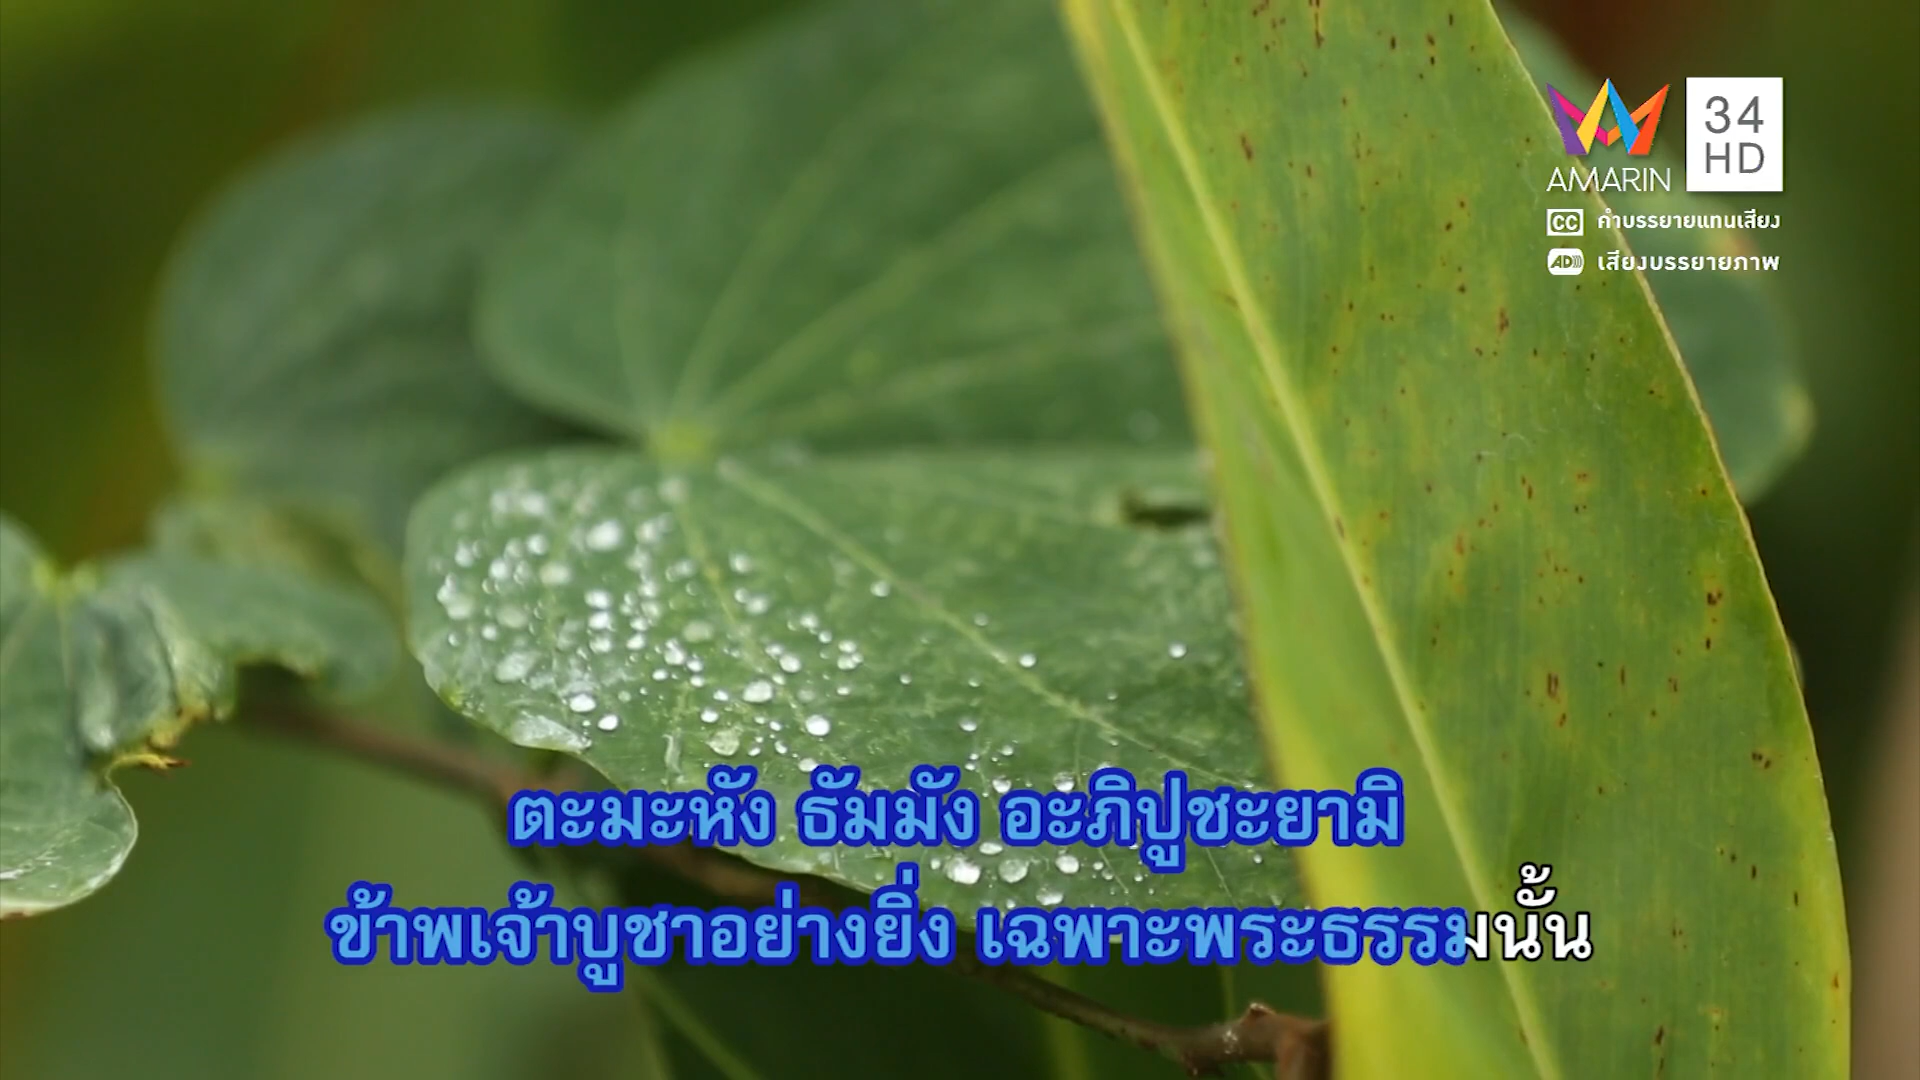 AMARIN
34
HD
CC คำบรรยายแทนเสียง
AD เสียงบรรยายภาพ
ตะมะหัง ธัมมัง อะภิปูชะยามิ
ข้าพเจ้าบูชาอย่างยิ่ง เฉพาะพระธรรมนั้น